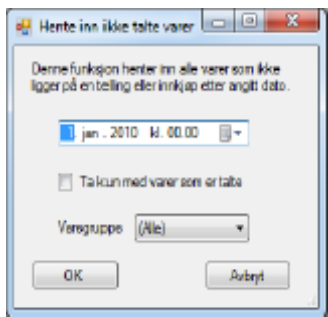 Hente inn ikke talte varer
Denne funksjon henter inn alle varer som ikke
ligger på en telling eller innkjøp etter angitt dato.
1. jan . 2010 kl. 00.00
Ta kun med varer som er talte
Varegruppe (Alle)
OK Avbryt